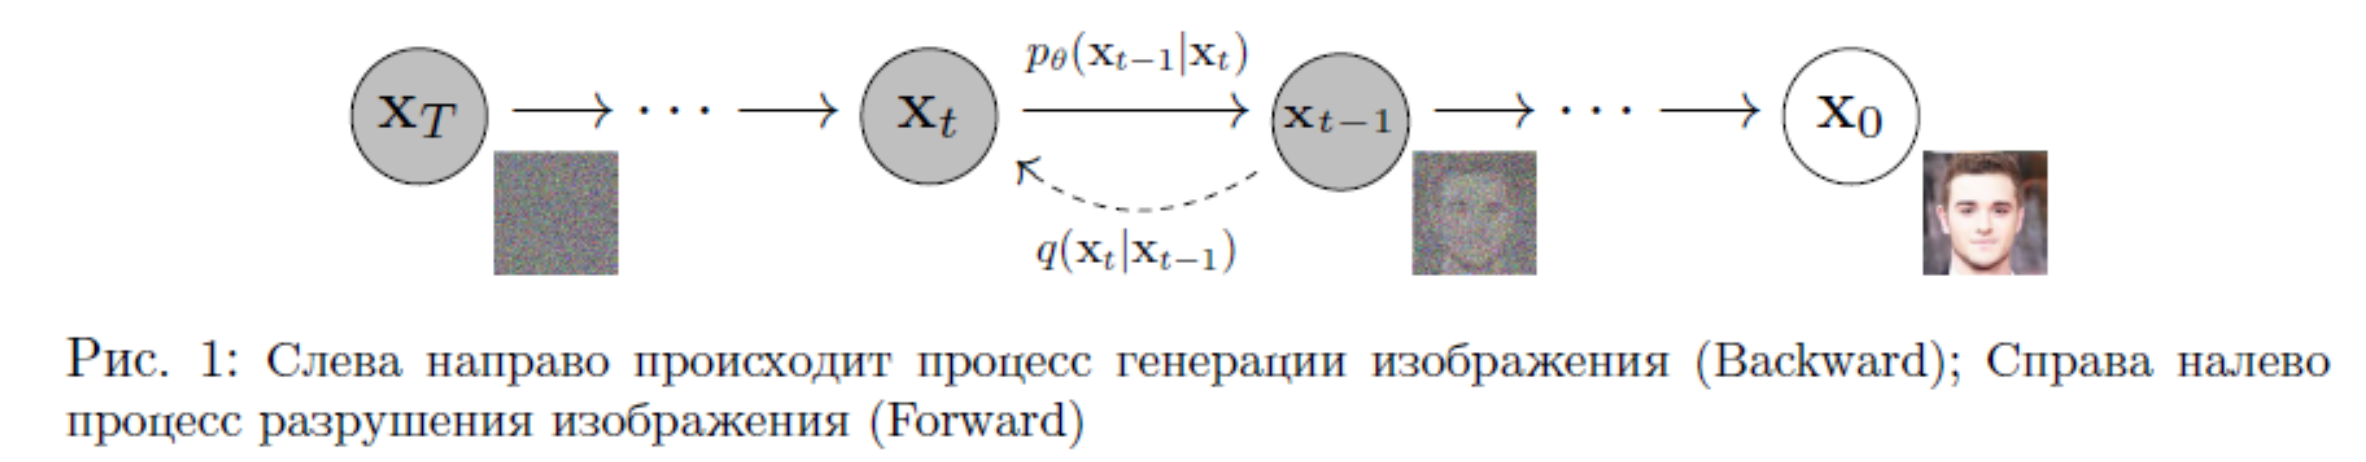 p_θ(x_{t−1}|x_t)
x_T → ··· → x_t → x_{t−1} → ··· → x_0
q(x_t|x_{t−1})
Рис. 1: Слева направо происходит процесс генерации изображения (Backward); Справа налево
процесс разрушения изображения (Forward)